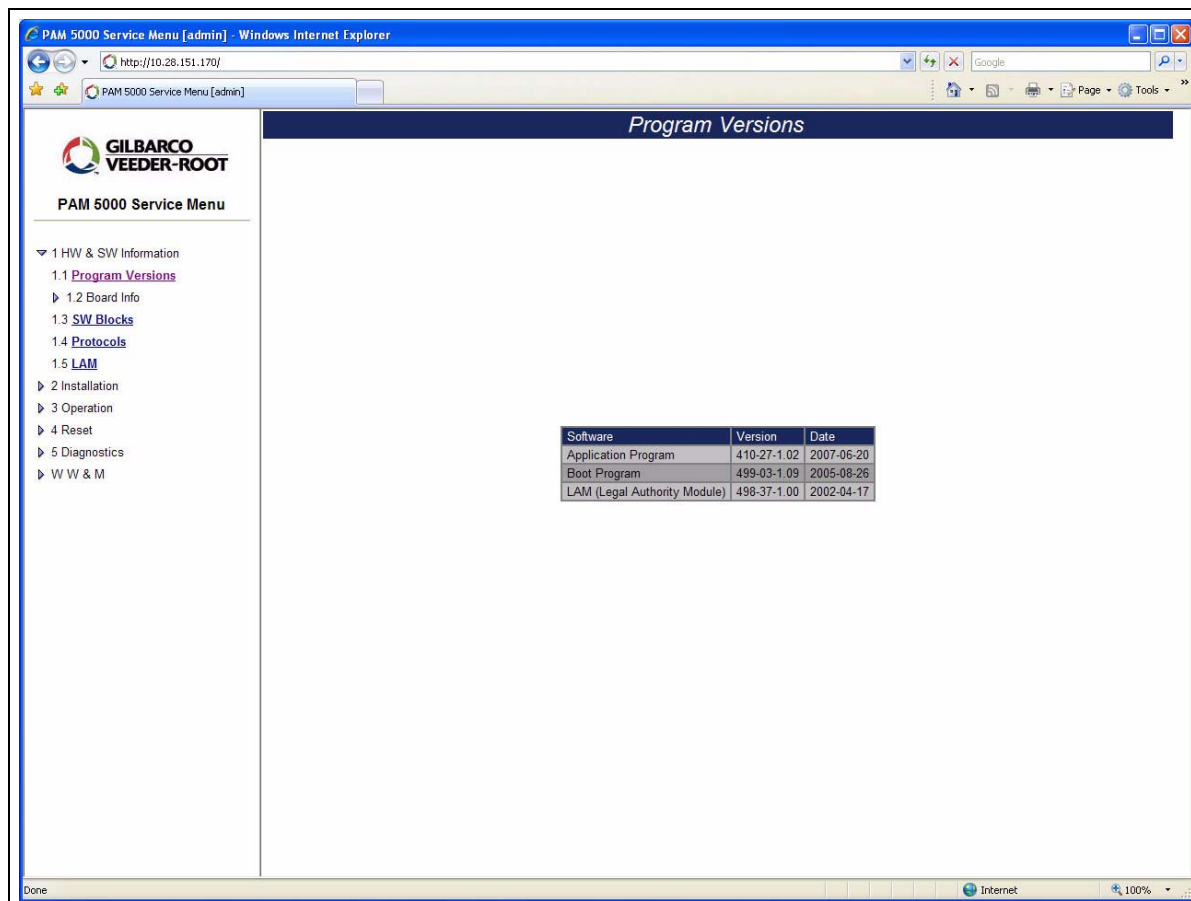 PAM 5000 Service Menu [admin] - Windows Internet Explorer
http://10.28.151.170/
Google
PAM 5000 Service Menu [admin]
Page
Tools
GILBARCO
VEEDER-ROOT
PAM 5000 Service Menu
1 HW & SW Information
1.1 Program Versions
1.2 Board Info
1.3 SW Blocks
1.4 Protocols
1.5 LAM
2 Installation
3 Operation
4 Reset
5 Diagnostics
W W & M
Program Versions
Software Version Date
Application Program 410-27-1.02 2007-06-20
Boot Program 499-03-1.09 2005-08-26
LAM (Legal Authority Module) 498-37-1.00 2002-04-17
Done
Internet
100%